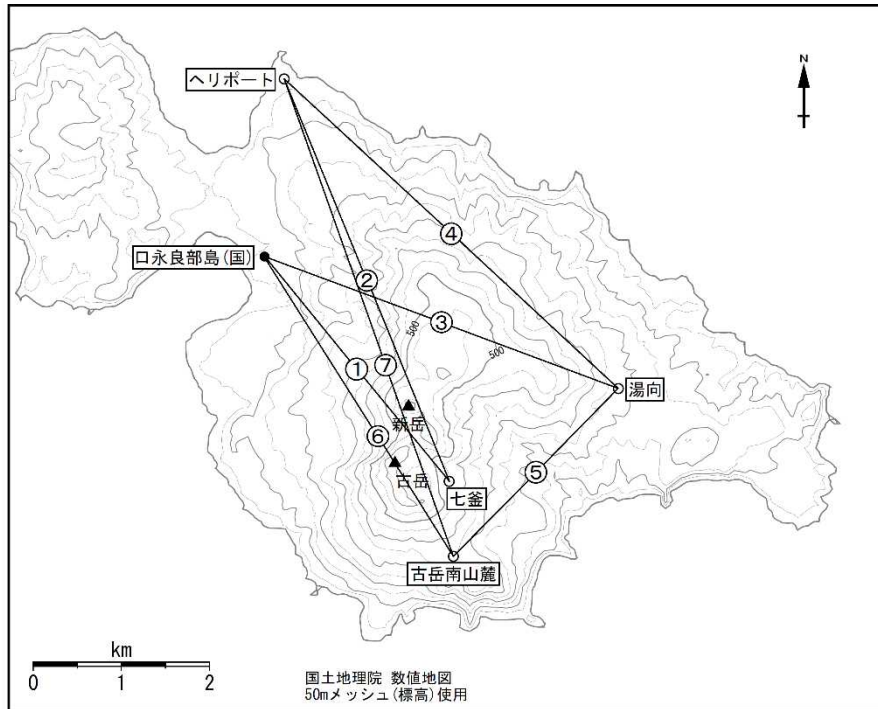 N
ヘリポート
④
口永良部島(国)
②
③
500
500
①
⑦
湯向
新岳
⑥
古岳
⑤
七釜
古岳南山麓
km
0 1 2
国土地理院 数値地図
50mメッシュ(標高)使用